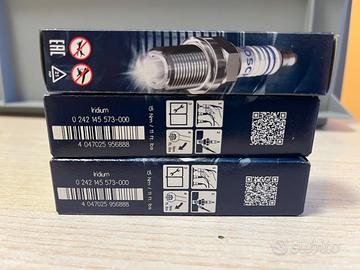 EAC
BOSCH
Iridium
0 242 145 573-000
4 047025 956888
15 Nm / 11 ft. lbs
Iridium
0 242 145 573-000
4 047025 956888
15 Nm / 11 ft. lbs
subito